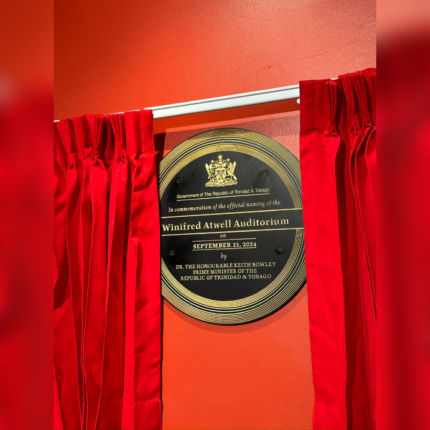 Government of The Republic of Trinidad & Tobago
In commemoration of the official naming of the
Winifred Atwell Auditorium
on
SEPTEMBER 25, 2024
by
DR. THE HONOURABLE KEITH ROWLEY
PRIME MINISTER OF THE
REPUBLIC OF TRINIDAD & TOBAGO